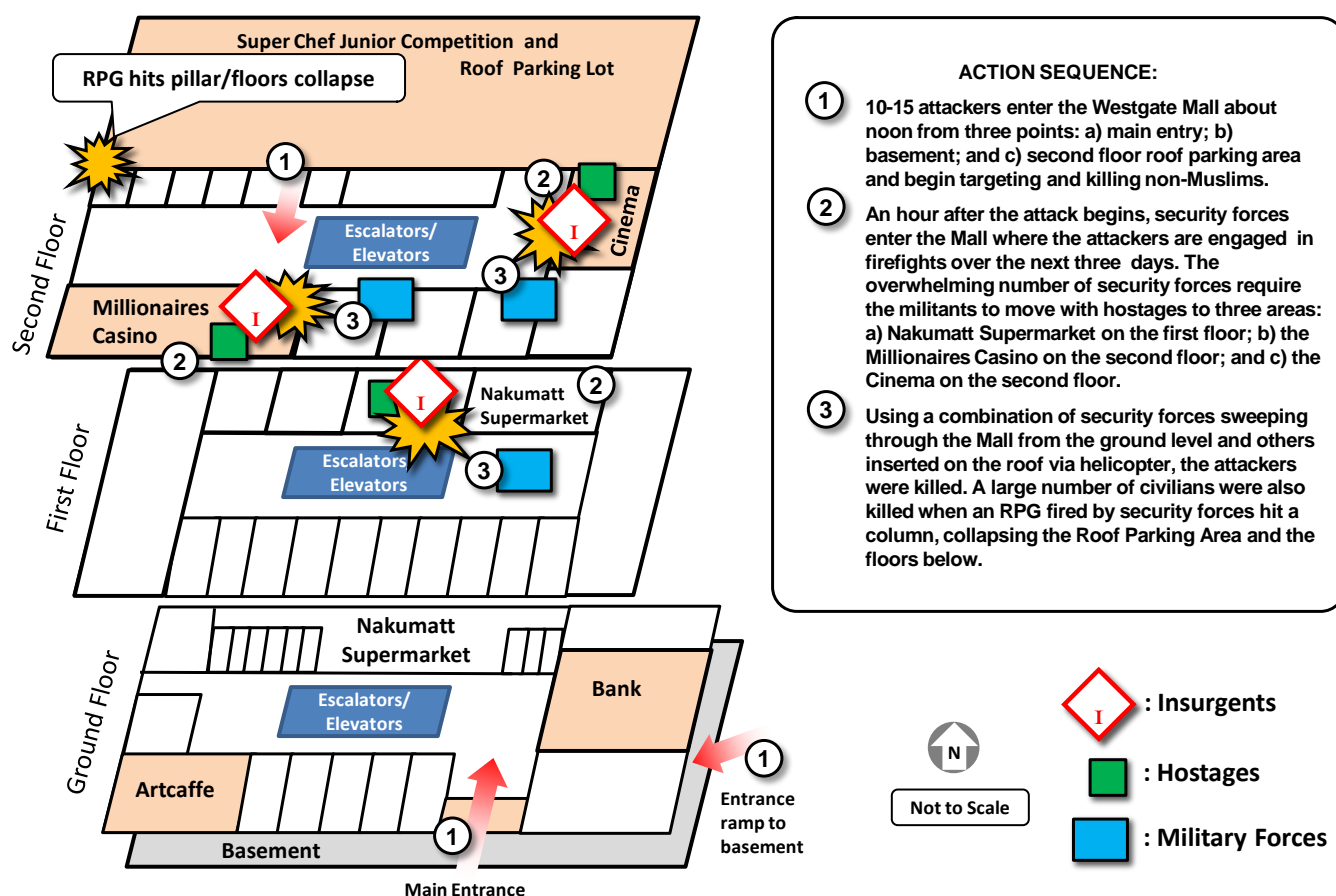 Super Chef Junior Competition and
Roof Parking Lot
RPG hits pillar/floors collapse
1
2
Second Floor
Escalators/
Elevators
I
Cinema
3
Millionaires
Casino
I
3
2
First Floor
I
Nakumatt
Supermarket
2
Escalators/
Elevators
3
Ground Floor
Nakumatt
Supermarket
Escalators/
Elevators
Bank
Artcaffe
1
1
Entrance
ramp to
basement
Basement
Main Entrance
ACTION SEQUENCE:
1
10-15 attackers enter the Westgate Mall about
noon from three points: a) main entry; b)
basement; and c) second floor roof parking area
and begin targeting and killing non-Muslims.
2
An hour after the attack begins, security forces
enter the Mall where the attackers are engaged in
firefights over the next three days. The
overwhelming number of security forces require
the militants to move with hostages to three areas:
a) Nakumatt Supermarket on the first floor; b) the
Millionaires Casino on the second floor; and c) the
Cinema on the second floor.
3
Using a combination of security forces sweeping
through the Mall from the ground level and others
inserted on the roof via helicopter, the attackers
were killed. A large number of civilians were also
killed when an RPG fired by security forces hit a
column, collapsing the Roof Parking Area and the
floors below.
I
: Insurgents
N
: Hostages
Not to Scale
: Military Forces